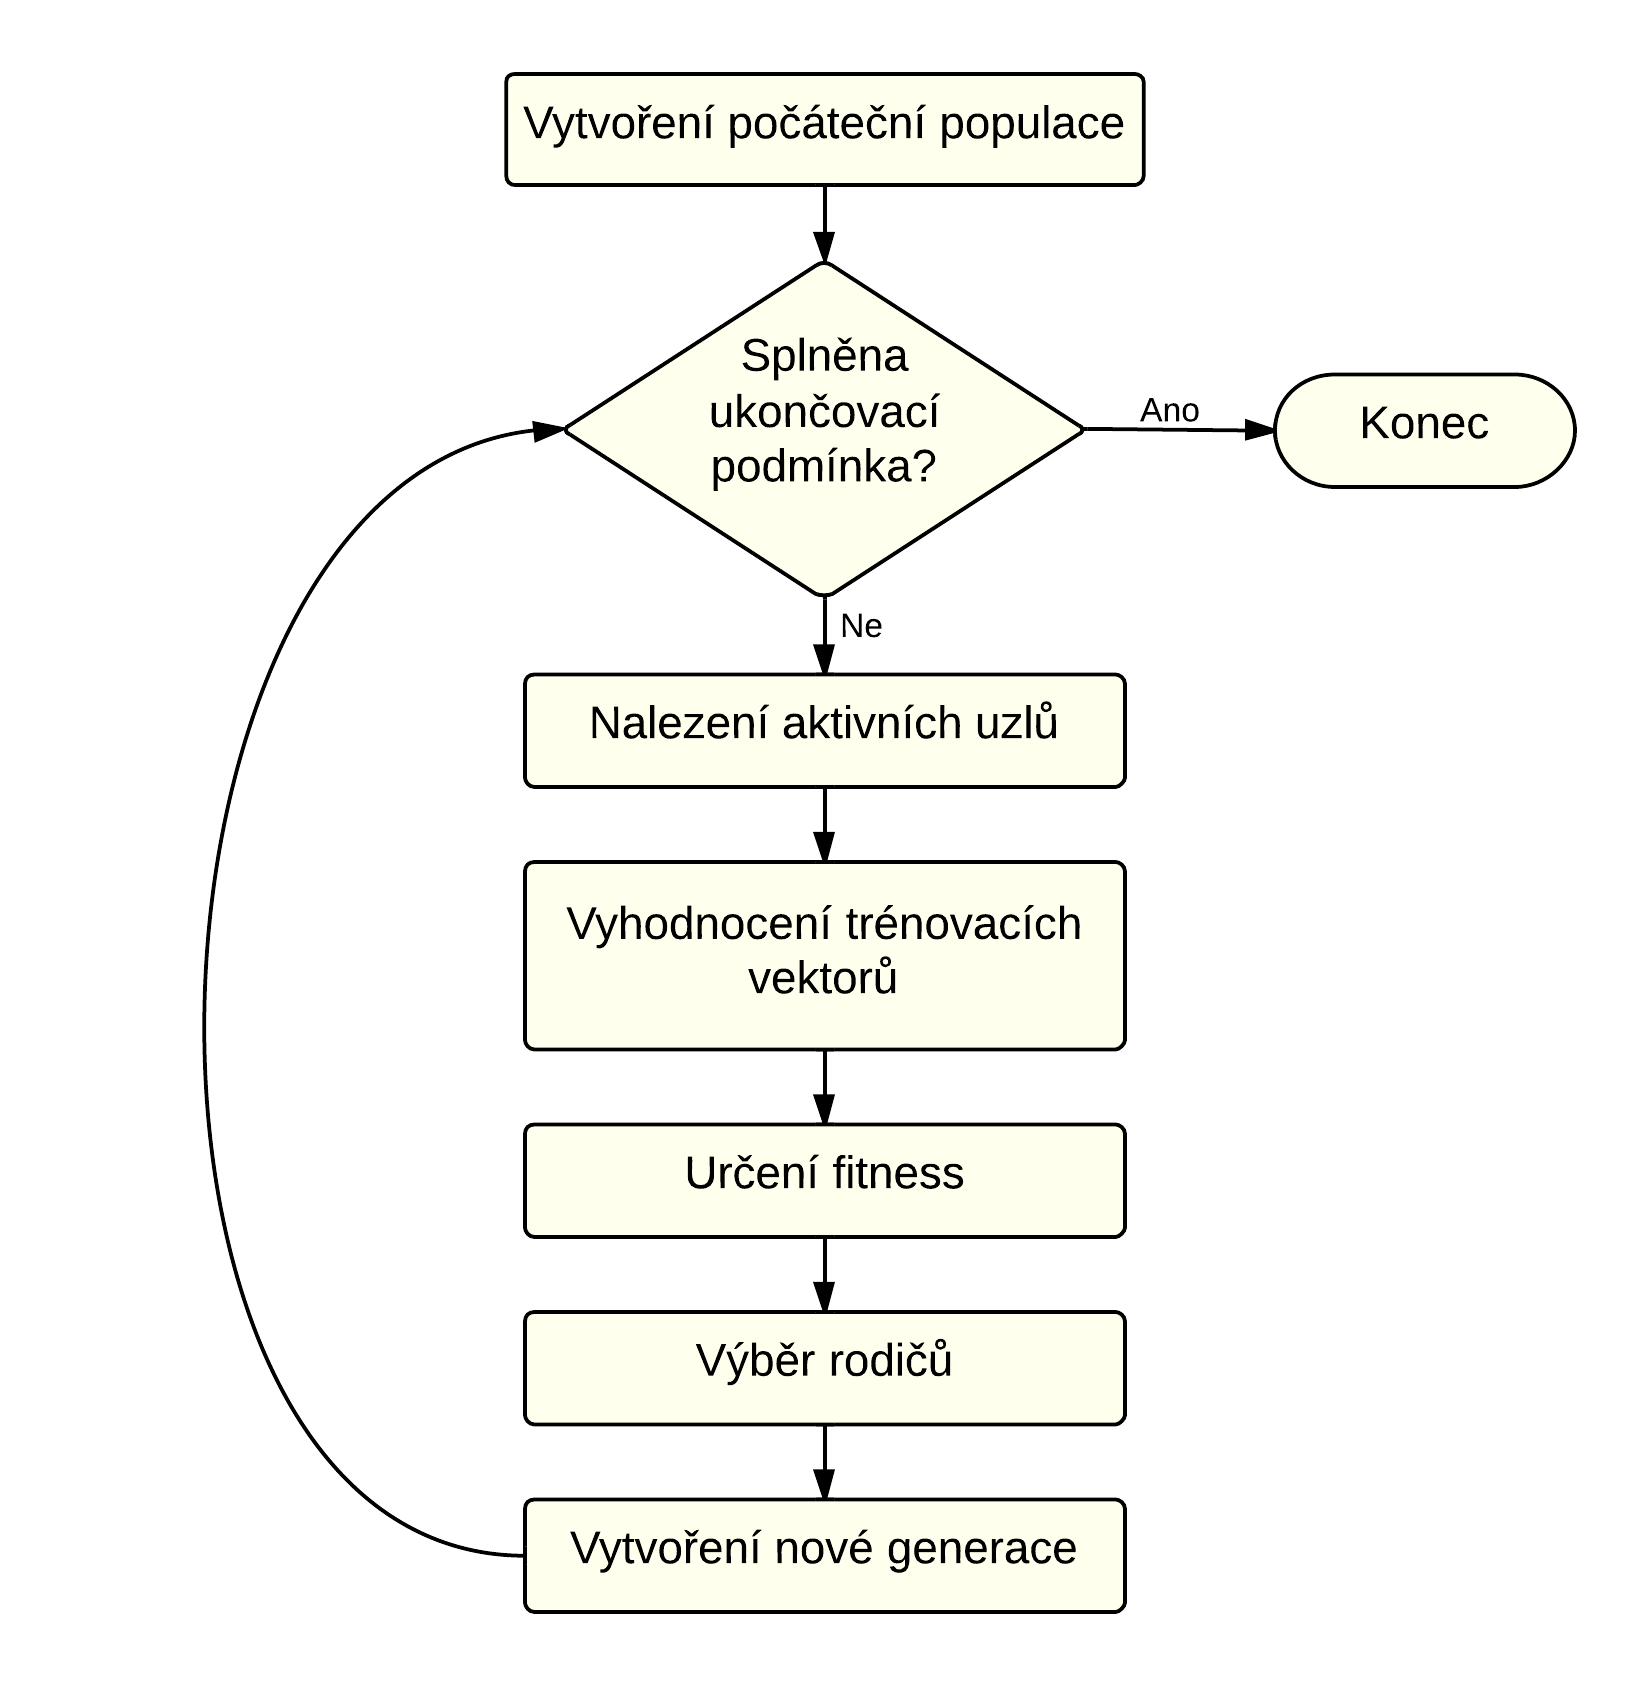 Vytvoření počáteční populace
Splněna
ukončovací
podmínka?
Ano
Konec
Ne
Nalezení aktivních uzlů
Vyhodnocení trénovacích
vektorů
Určení fitness
Výběr rodičů
Vytvoření nové generace